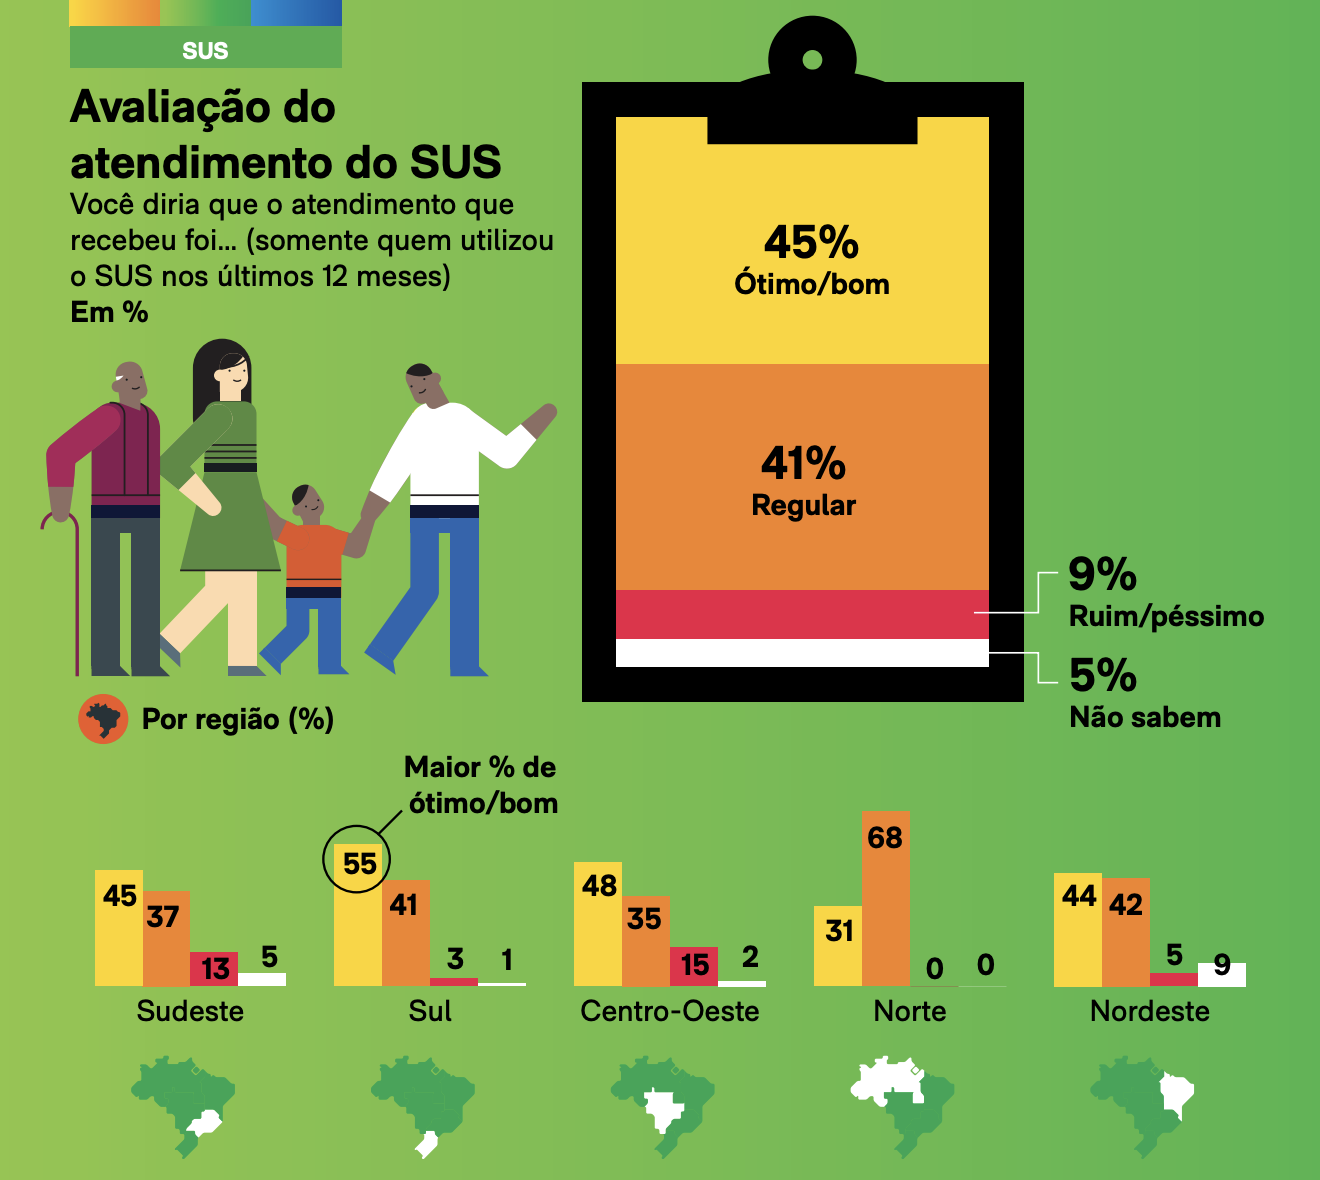 SUS
Avaliação do
atendimento do SUS
Você diria que o atendimento que
recebeu foi... (somente quem utilizou
o SUS nos últimos 12 meses)
Em %
45%
Ótimo/bom
41%
Regular
9%
Ruim/péssimo
5%
Não sabem
Por região (%)
Maior % de
ótimo/bom
45 37 13 5
Sudeste
55 41 3 1
Sul
48 35 15 2
Centro-Oeste
31 68 0 0
Norte
44 42 5 9
Nordeste